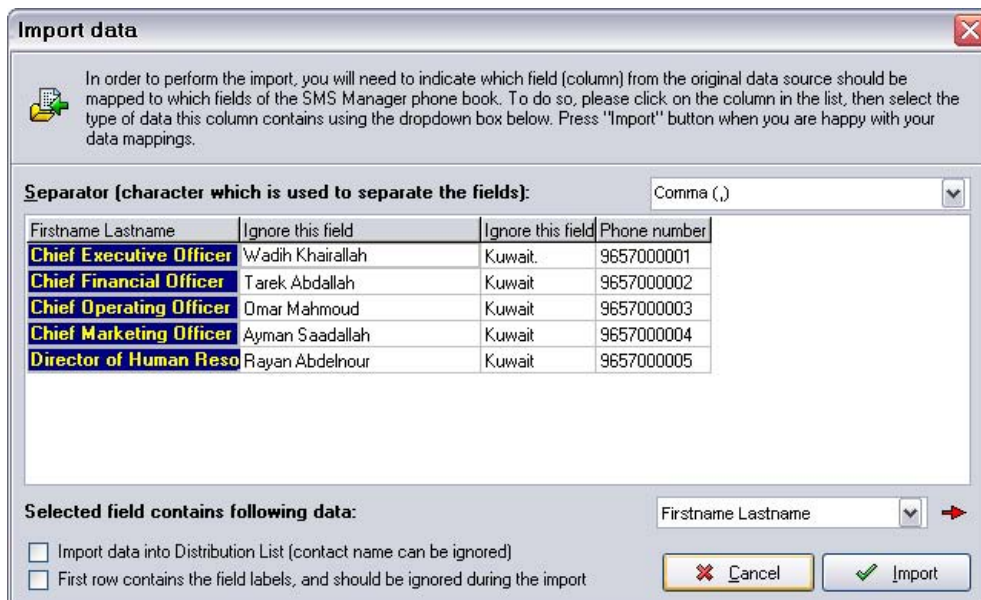 Import data
In order to perform the import, you will need to indicate which field (column) from the original data source should be
mapped to which fields of the SMS Manager phone book. To do so, please click on the column in the list, then select the
type of data this column contains using the dropdown box below. Press "Import" button when you are happy with your
data mappings.
Separator (character which is used to separate the fields): Comma (,)
Firstname Lastname Ignore this field Ignore this field Phone number
Chief Executive Officer Wadih Khairallah Kuwait. 9657000001
Chief Financial Officer Tarek Abdallah Kuwait 9657000002
Chief Operating Officer Omar Mahmoud Kuwait 9657000003
Chief Marketing Officer Ayman Saadallah Kuwait 9657000004
Director of Human Reso Rayan Abdelnour Kuwait 9657000005
Selected field contains following data: Firstname Lastname
Import data into Distribution List (contact name can be ignored)
First row contains the field labels, and should be ignored during the import
Cancel Import